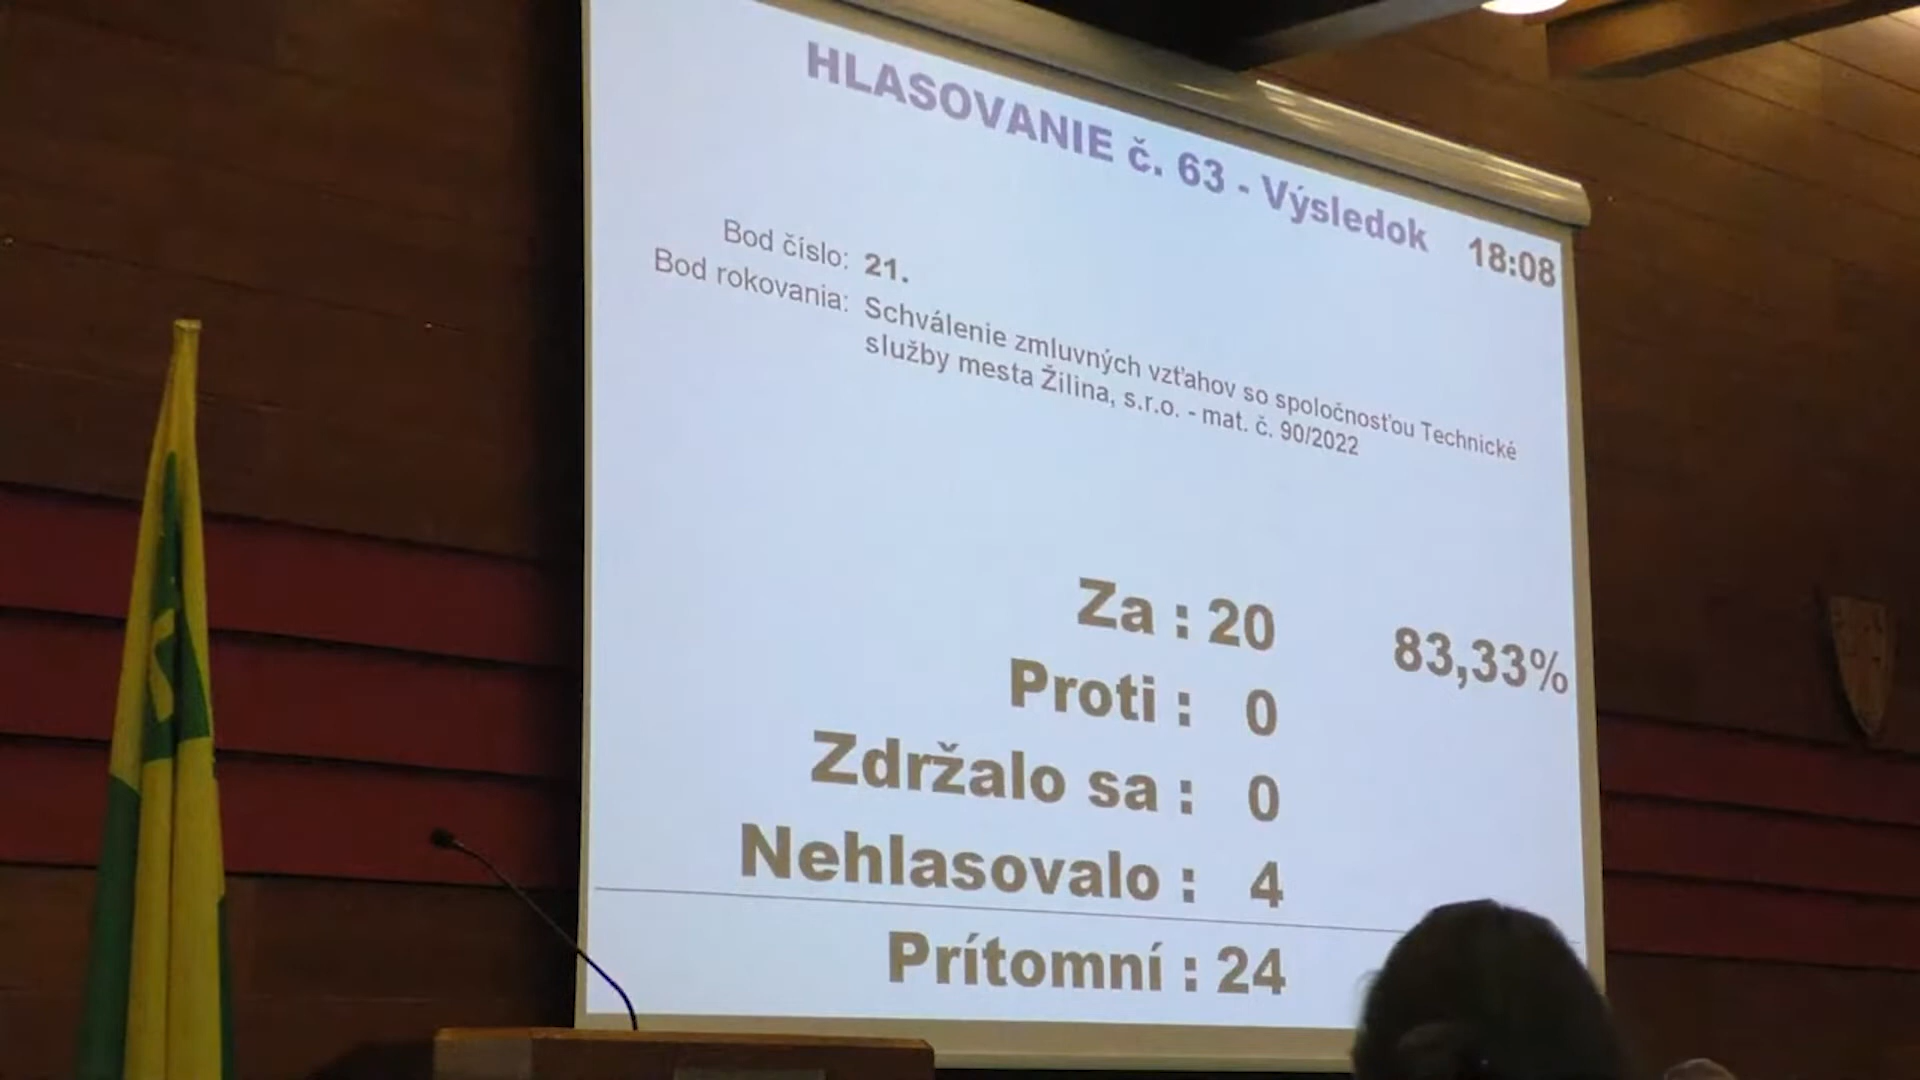 HLASOVANIE č. 63 - Výsledok 18:08
Bod číslo: 21.
Bod rokovania: Schválenie zmluvných vzťahov so spoločnosťou Technické
služby mesta Žilina, s.r.o. - mat. č. 90/2022
Za : 20 83,33%
Proti : 0
Zdržalo sa : 0
Nehlasovalo : 4
Prítomní : 24